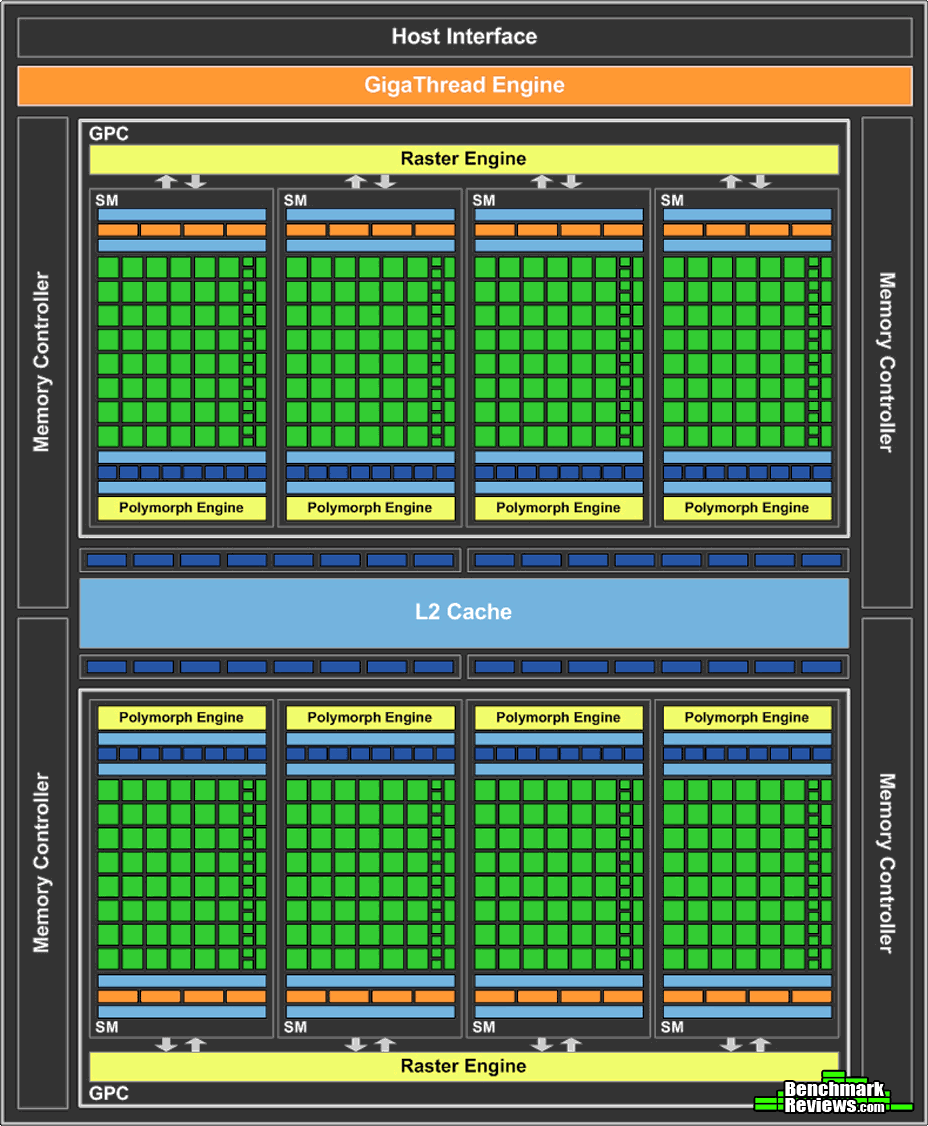 Host Interface
GigaThread Engine
GPC
Raster Engine
SM SM SM SM
Memory Controller
Memory Controller
Polymorph Engine Polymorph Engine Polymorph Engine Polymorph Engine
L2 Cache
Polymorph Engine Polymorph Engine Polymorph Engine Polymorph Engine
Memory Controller
Memory Controller
SM SM SM SM
Raster Engine
GPC
Benchmark
Reviews.com